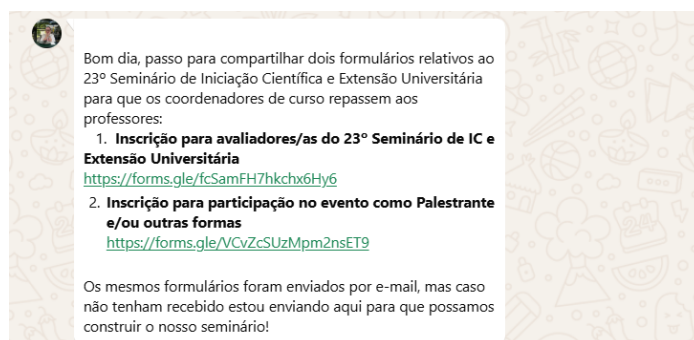 Bom dia, passo para compartilhar dois formulários relativos ao
23º Seminário de Iniciação Científica e Extensão Universitária
para que os coordenadores de curso repassem aos
professores:
1. Inscrição para avaliadores/as do 23º Seminário de IC e
Extensão Universitária
https://forms.gle/fcSamFH7hkchx6Hy6
2. Inscrição para participação no evento como Palestrante
e/ou outras formas
https://forms.gle/VCvZcSUzMpm2nsET9
Os mesmos formulários foram enviados por e-mail, mas caso
não tenham recebido estou enviando aqui para que possamos
construir o nosso seminário!